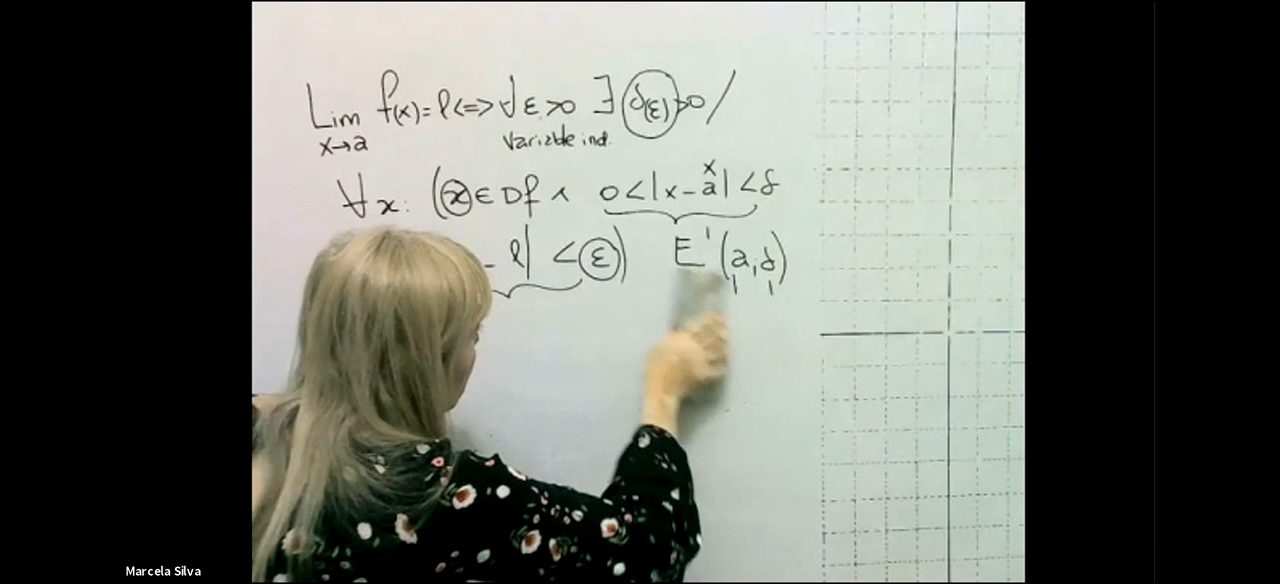 Lim f(x) = l <=> ∀ ε > 0 ∃ δ(ε) > 0 /
x→a
Variable ind.
∀x: (x ∈ Df ∧ 0 < |x - a| < δ
x
- l| < ε) E'(a, δ)
Marcela Silva